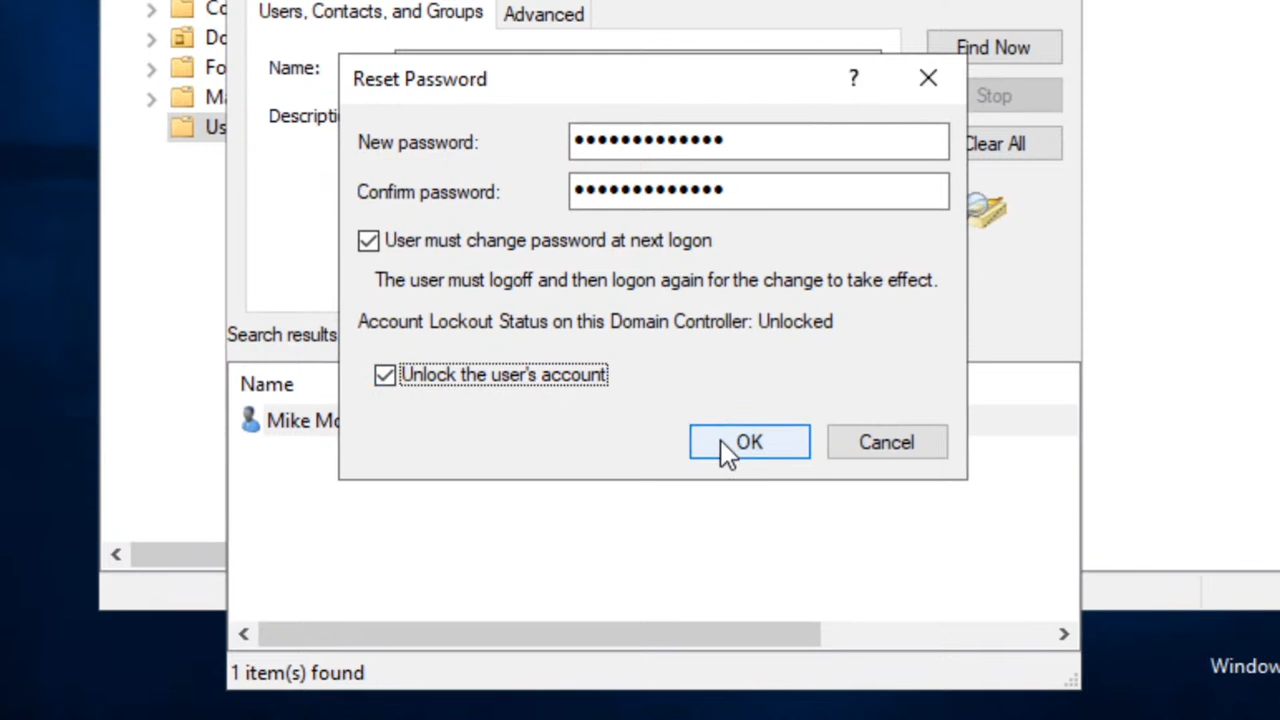 Users, Contacts, and Groups
Advanced
Name:
Find Now
Stop
Clear All
Reset Password
?
New password:
•••••••••••••
Confirm password:
•••••••••••••
User must change password at next logon
The user must logoff and then logon again for the change to take effect.
Account Lockout Status on this Domain Controller: Unlocked
Unlock the user's account
OK
Cancel
Search results
Name
Mike
1 item(s) found